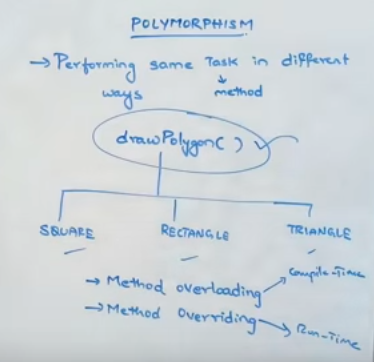 POLYMORPHISM
→ Performing same Task in different
ways method
drawPolygon( )
SQUARE RECTANGLE TRIANGLE
→ Method overloading Compile-Time
→ Method Overriding Run-Time